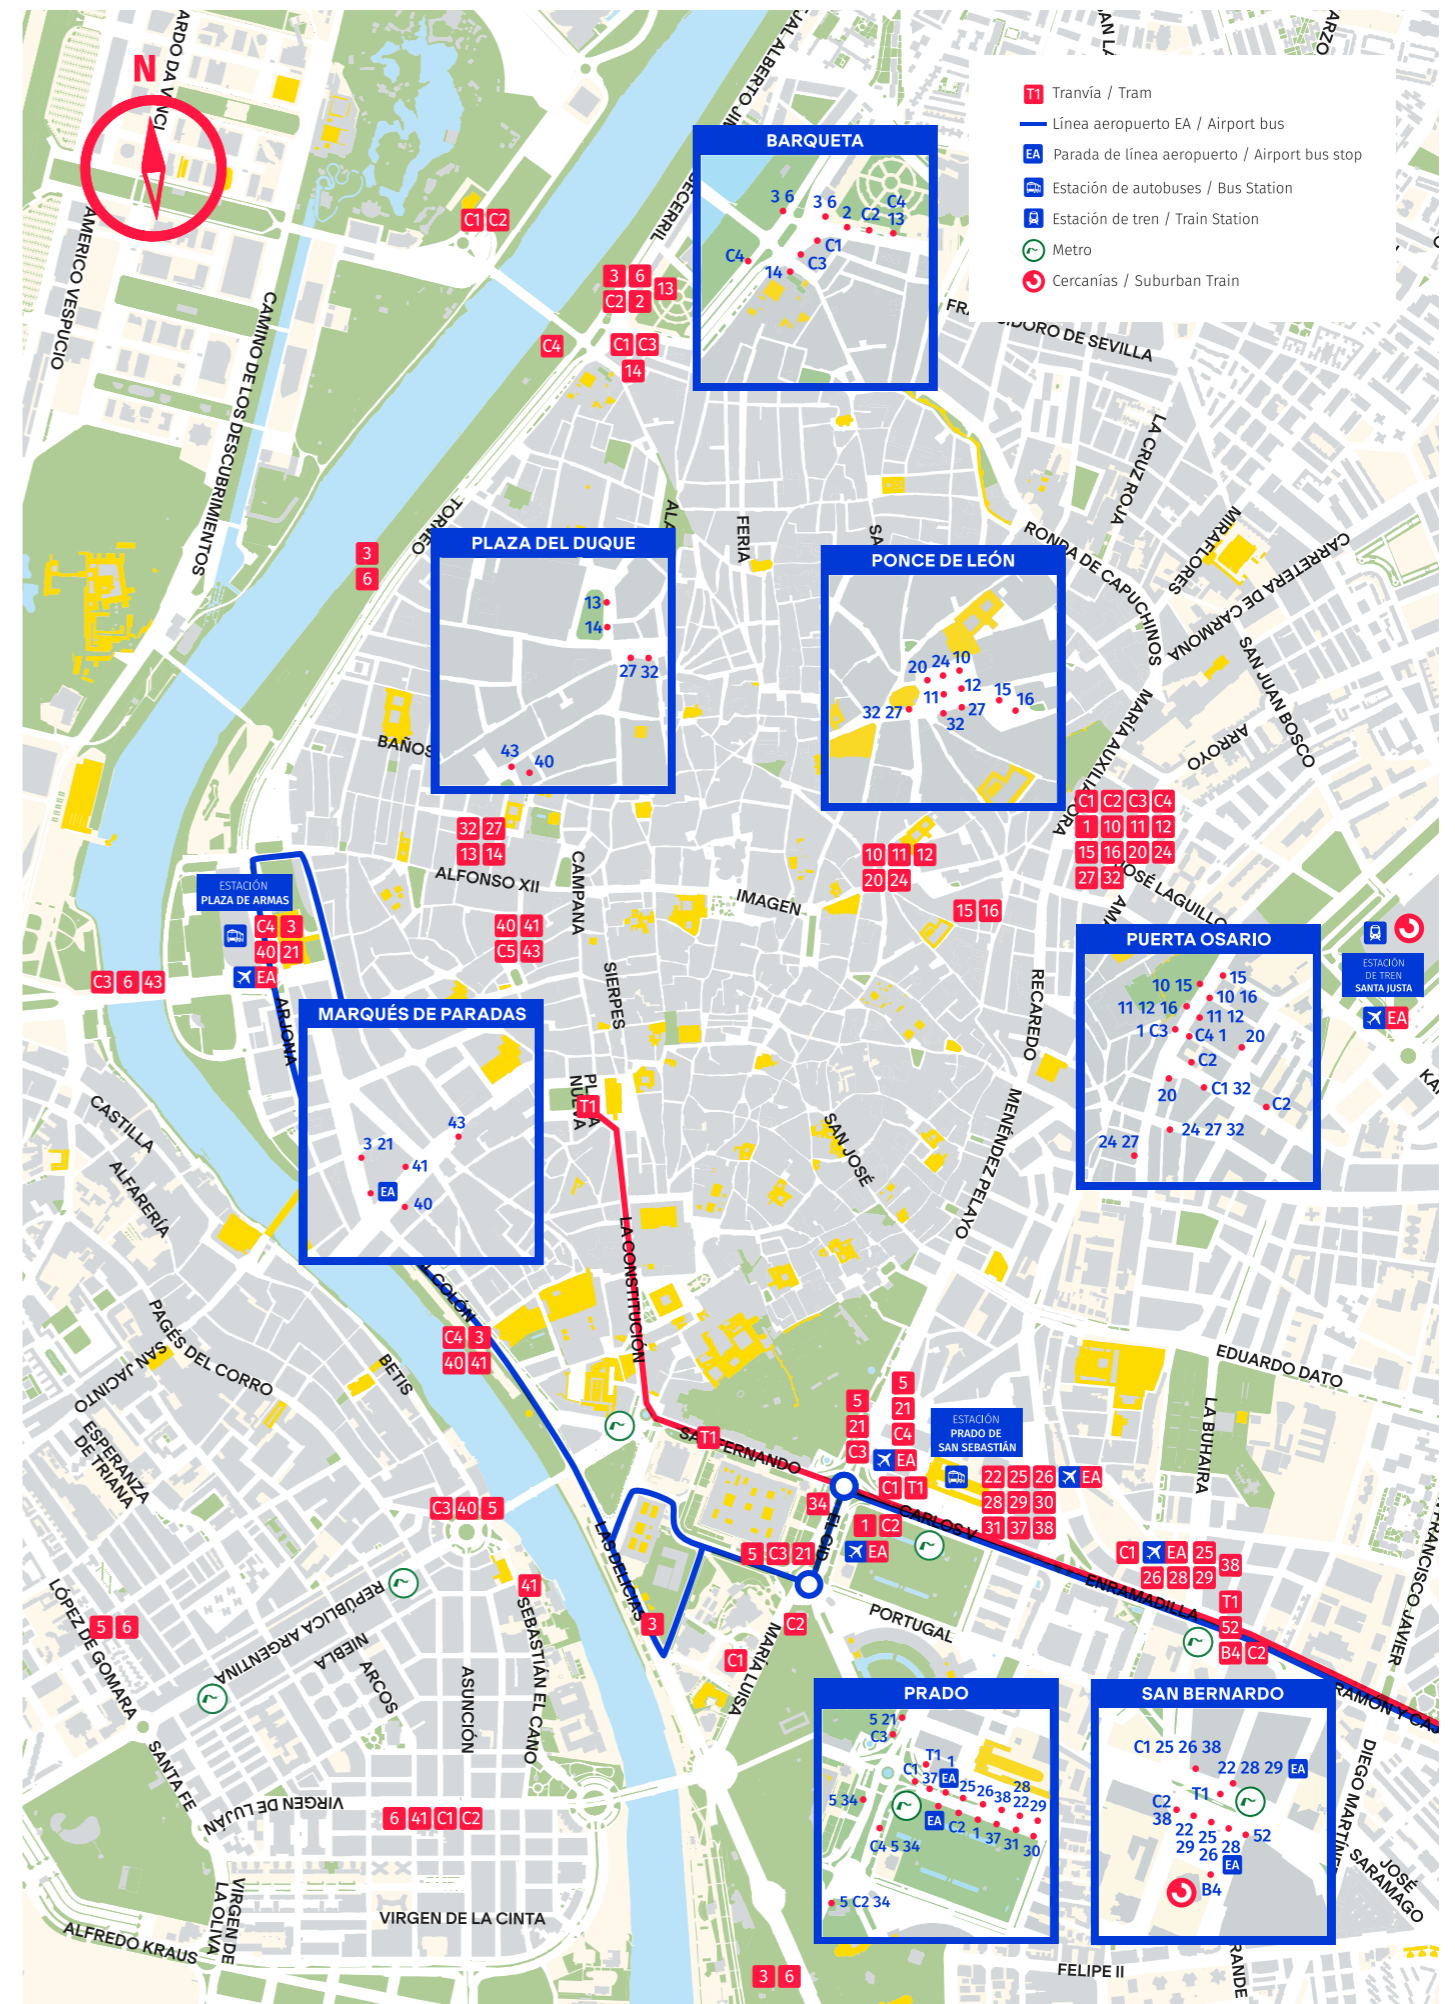 N
T1 Tranvía / Tram
Línea aeropuerto EA / Airport bus
EA Parada de línea aeropuerto / Airport bus stop
Estación de autobuses / Bus Station
Estación de tren / Train Station
Metro
Cercanías / Suburban Train
AMERICO VESPUCIO
CAMINO DE LOS DESCUBRIMIENTOS
BECERRIL
C1 C2
3 6 13
C2 2
C4
C1 C3
14
BARQUETA
3 6
3 6
2
C2
C4
13
C1
C3
C4
14
ISIDORO DE SEVILLA
LA CRUZ ROJA
MIRAFLORES
CARRETERA DE CARMONA
RONDA DE CAPUCHINOS
SAN JUAN BOSCO
ARROYO
MARÍA AUXILIADORA
JOSÉ LAGUILLO
TORNEO
FERIA
3
6
PLAZA DEL DUQUE
13
14
27 32
43
40
PONCE DE LEÓN
20
24
10
11
12
15
16
32 27
27
32
BAÑOS
32 27
13 14
ALFONSO XII
CAMPANA
IMAGEN
10 11 12
20 24
15 16
C1 C2 C3 C4
1 10 11 12
15 16 20 24
27 32
40 41
C5 43
SIERPES
ESTACIÓN
PLAZA DE ARMAS
C4 3
40 21
EA
C3 6 43
ARJONA
PUERTA OSARIO
10 15
15
11 12 16
10 16
11 12
1 C3
C4 1
20
C2
20
C1 32
C2
24 27 32
24 27
ESTACIÓN
DE TREN
SANTA JUSTA
EA
RECAREDO
MARQUÉS DE PARADAS
3 21
43
41
EA
40
PLAZA
NUEVA
T1
SAN JOSÉ
MENÉNDEZ PELAYO
CASTILLA
ALFARERÍA
LA CONSTITUCIÓN
COLÓN
PAGÉS DEL CORRO
SAN JACINTO
BETIS
C4 3
40 41
EDUARDO DATO
LA BUHAIRA
ESPERANZA
DE TRIANA
T1
SAN FERNANDO
5
21
C3
5
21
C4
EA
C1 T1
ESTACIÓN
PRADO DE
SAN SEBASTIÁN
22 25 26 EA
28 29 30
31 37 38
34
EL CID
CARLOS V
1 C2
EA
5 C3 21
C3 40 5
LAS DELICIAS
C1 EA 25
26 28 29
38
ENRAMADILLA
T1
52
B4 C2
FRANCISCO JAVIER
LÓPEZ DE GOMARA
5 6
REPÚBLICA ARGENTINA
41
SEBASTIÁN EL CANO
NIEBLA
ARCOS
ASUNCIÓN
3
C2
C1
MARÍA LUISA
PORTUGAL
PRADO
5 21
C3
T1
1
C1
37
EA
25
26
38
28
22
29
5 34
EA
C2
1
37
31
30
C4 5 34
5 C2 34
SAN BERNARDO
C1 25 26 38
22 28 29 EA
T1
C2
38
22
29
25
26
28
EA
52
B4
SANTA FE
VIRGEN DE LUJÁN
6 41 C1 C2
VIRGEN DE
LA OLIVA
VIRGEN DE LA CINTA
ALFREDO KRAUS
3 6
FELIPE II
DIEGO MARTÍNEZ
JOSÉ
SARAMAGO